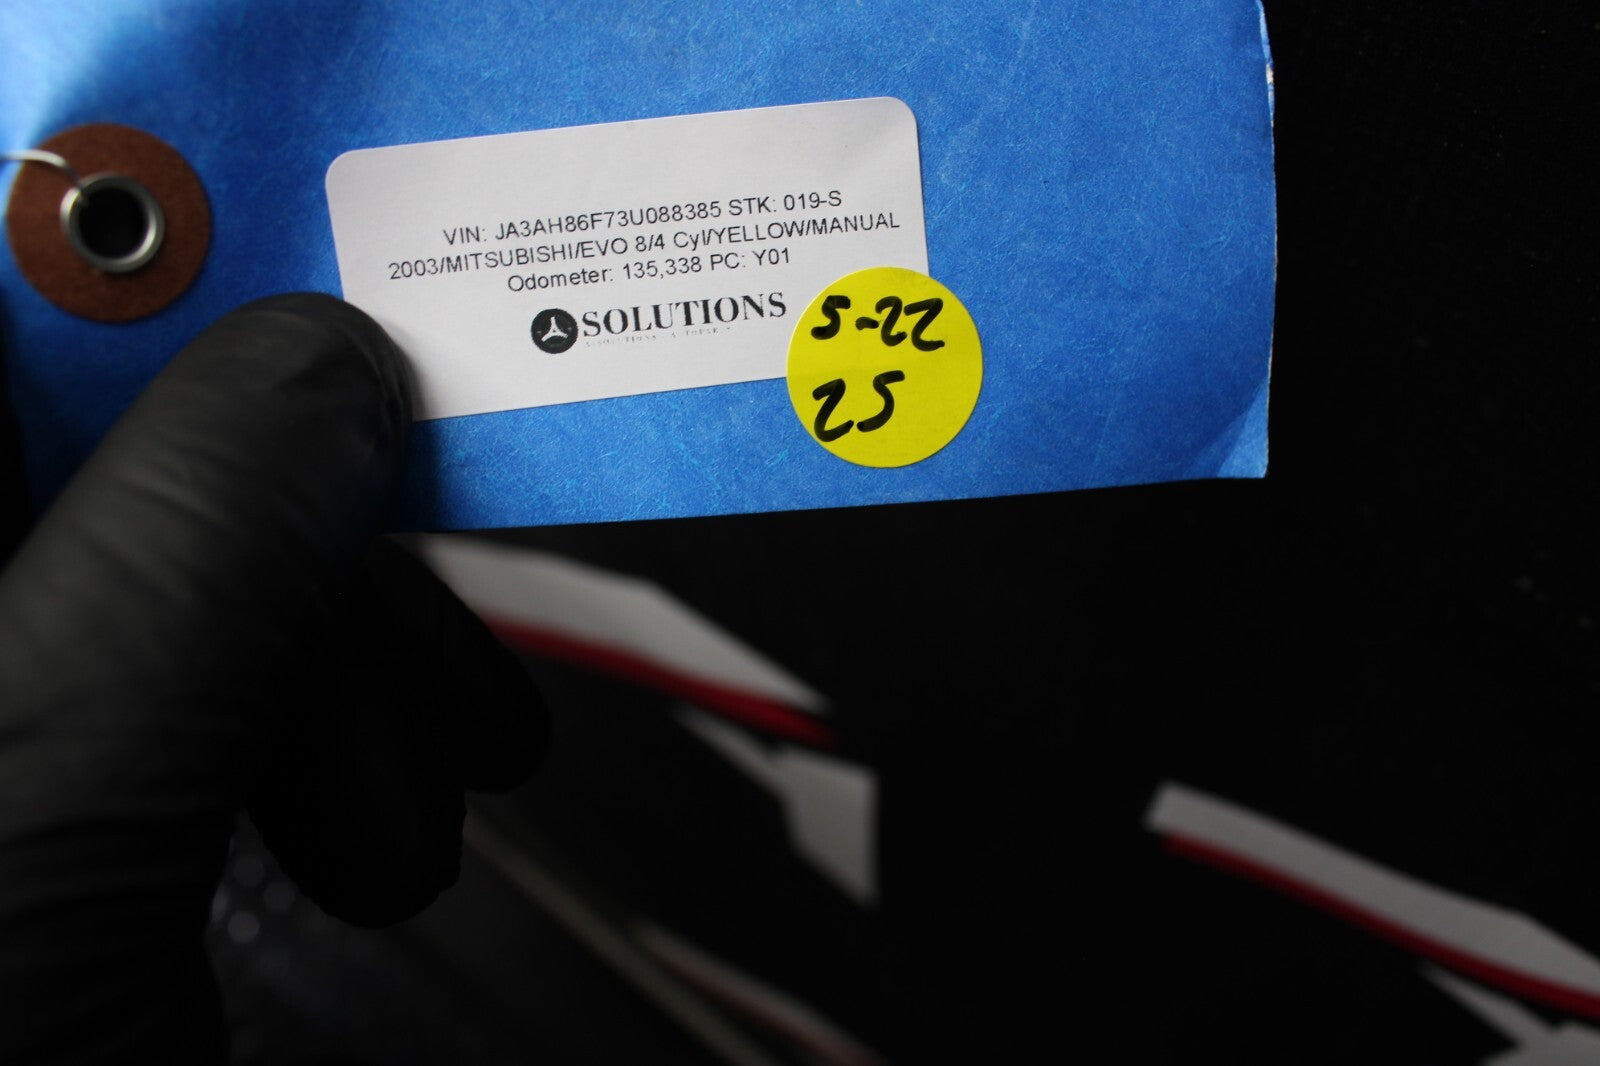 VIN: JA3AH86F73U088385 STK: 019-S
2003/MITSUBISHI/EVO 8/4 Cyl/YELLOW/MANUAL
Odometer: 135,338 PC: Y01
SOLUTIONS
5-22
25